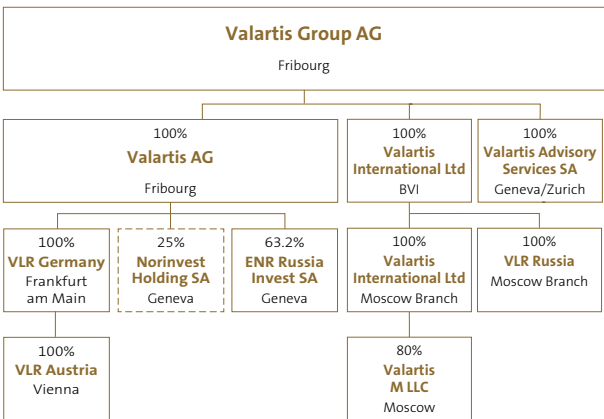 Valartis Group AG
Fribourg
100%
Valartis AG
Fribourg
100%
Valartis
International Ltd
BVI
100%
Valartis Advisory
Services SA
Geneva/Zurich
100%
VLR Germany
Frankfurt
am Main
25%
Norinvest
Holding SA
Geneva
63.2%
ENR Russia
Invest SA
Geneva
100%
Valartis
International Ltd
Moscow Branch
100%
VLR Russia
Moscow Branch
100%
VLR Austria
Vienna
80%
Valartis
M LLC
Moscow